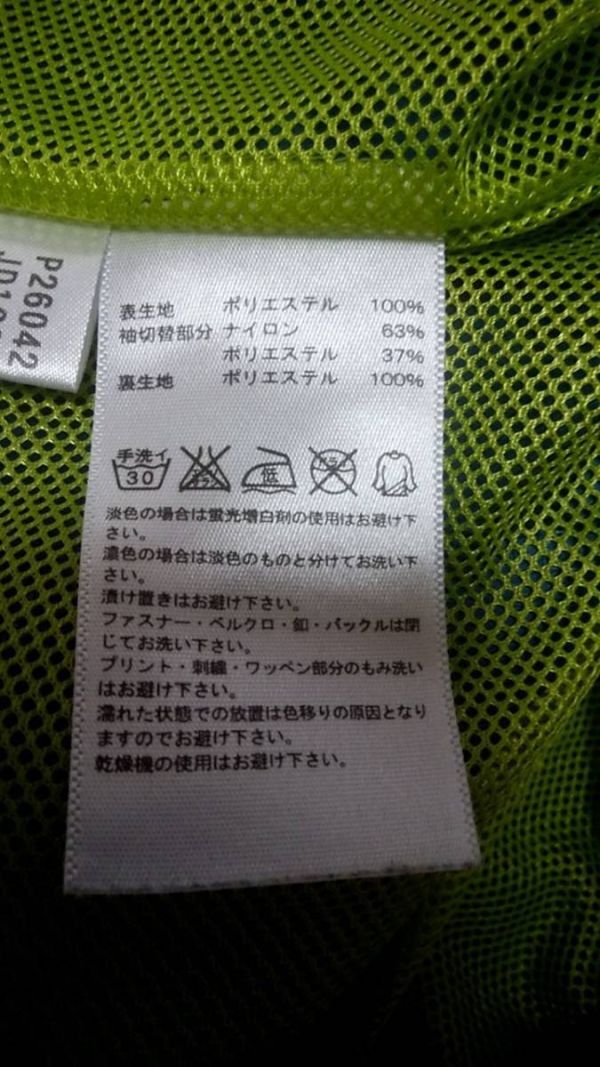 P26042
表生地 ポリエステル 100%
袖切替部分 ナイロン 63%
ポリエステル 37%
裏生地 ポリエステル 100%
手洗イ
30
低
淡色の場合は蛍光増白剤の使用はお避け下
さい。
濃色の場合は淡色のものと分けてお洗い下
さい。
漬け置きはお避け下さい。
ファスナー・ベルクロ・釦・バックルは閉
じてお洗い下さい。
プリント・刺繍・ワッペン部分のもみ洗い
はお避け下さい。
濡れた状態での放置は色移りの原因となり
ますのでお避け下さい。
乾燥機の使用はお避け下さい。